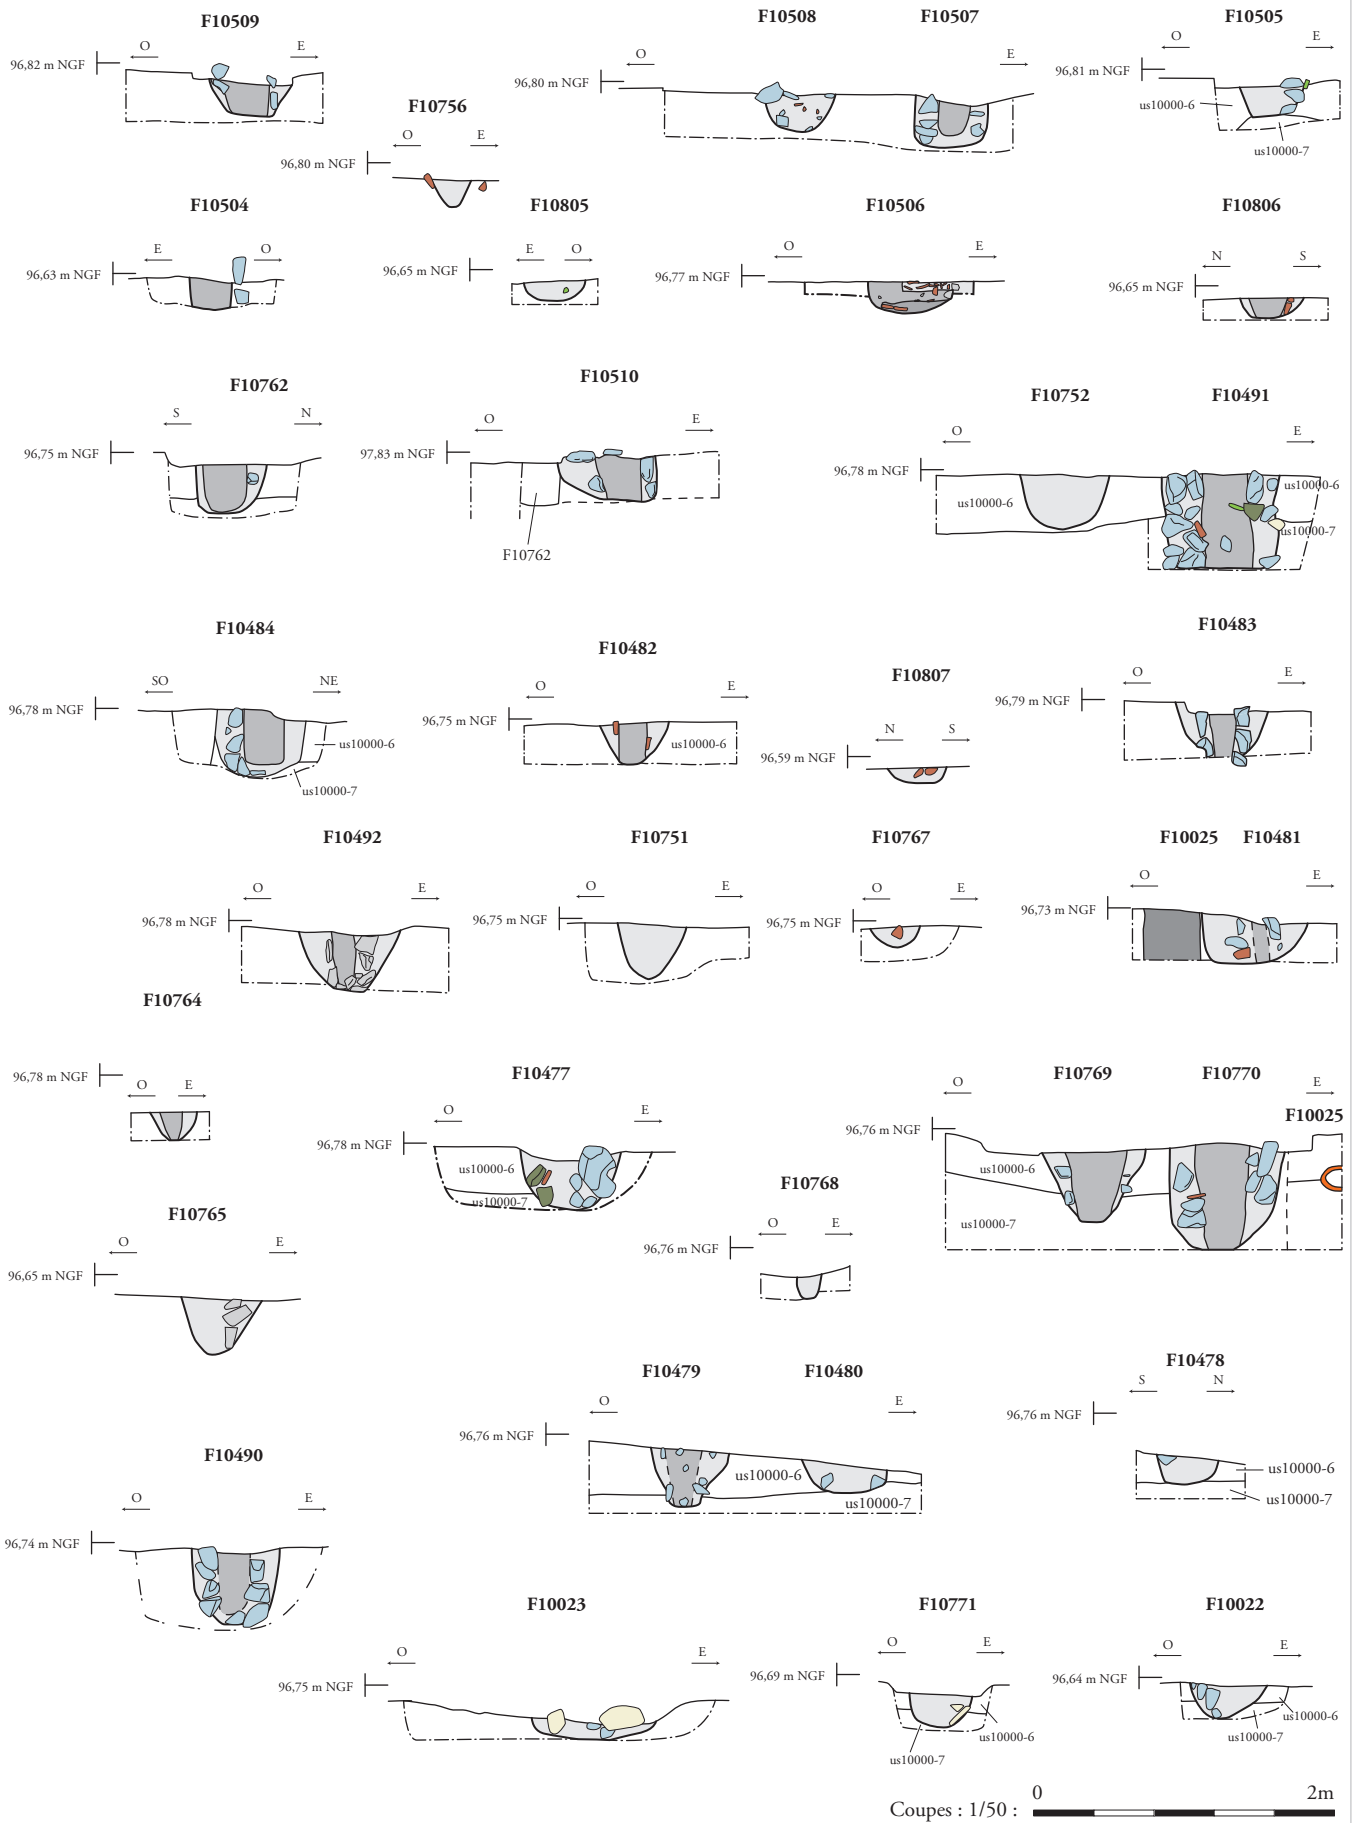 F10509
O E
96,82 m NGF
F10508 F10507
O E
96,80 m NGF
F10505
O E
96,81 m NGF
us10000-6
us10000-7
F10756
O E
96,80 m NGF
F10504
E O
96,63 m NGF
F10805
E O
96,65 m NGF
F10506
O E
96,77 m NGF
F10806
N S
96,65 m NGF
F10762
S N
96,75 m NGF
F10510
O E
97,83 m NGF
F10762
F10752 F10491
O E
96,78 m NGF
us10000-6
us10000-6
us10000-7
F10484
SO NE
96,78 m NGF
us10000-6
us10000-7
F10482
O E
96,75 m NGF
us10000-6
F10807
N S
96,59 m NGF
F10483
O E
96,79 m NGF
F10492
O E
96,78 m NGF
F10751
O E
96,75 m NGF
F10767
O E
96,75 m NGF
F10025 F10481
O E
96,73 m NGF
F10764
96,78 m NGF
O E
F10477
O E
96,78 m NGF
us10000-6
us10000-7
F10769 F10770
O E
F10025
96,76 m NGF
us10000-6
us10000-7
F10765
O E
96,65 m NGF
F10768
O E
96,76 m NGF
F10479 F10480
O E
96,76 m NGF
us10000-6
us10000-7
F10478
S N
96,76 m NGF
us10000-6
us10000-7
F10490
O E
96,74 m NGF
F10023
O E
96,75 m NGF
F10771
O E
96,69 m NGF
us10000-6
us10000-7
F10022
O E
96,64 m NGF
us10000-6
us10000-7
0 2m
Coupes : 1/50 :